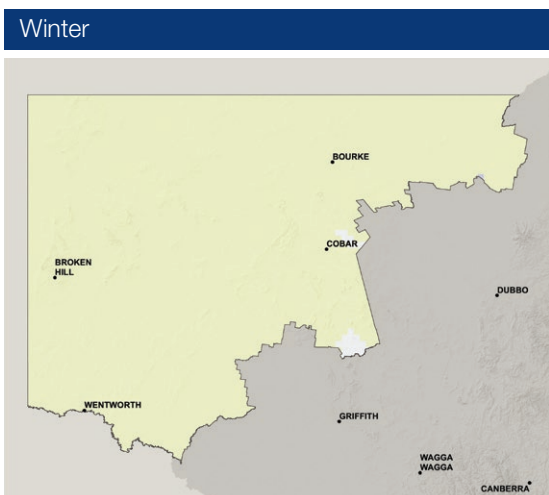 Winter
BOURKE
COBAR
BROKEN
HILL
DUBBO
WENTWORTH
GRIFFITH
WAGGA
WAGGA
CANBERRA